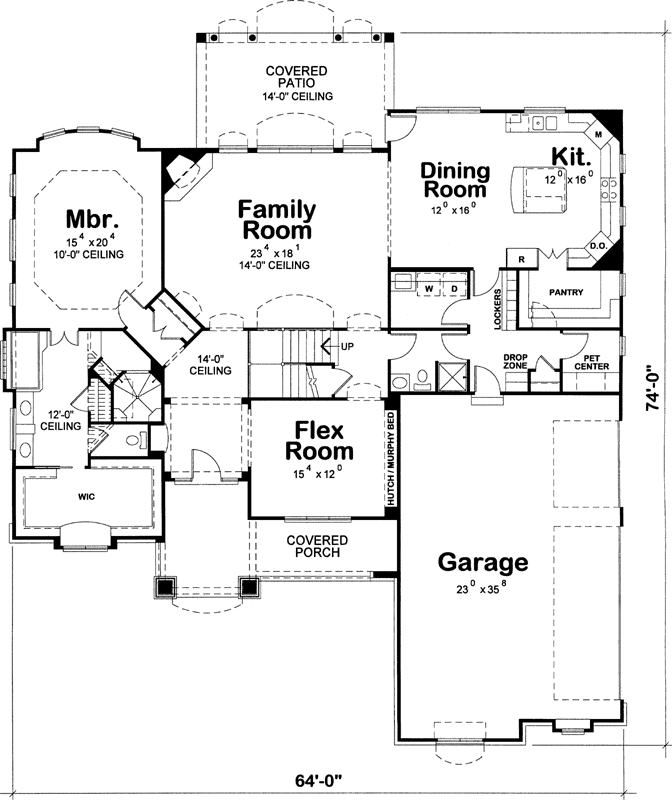 COVERED
PATIO
14'-0" CEILING
Mbr.
15⁴ x 20⁴
10'-0" CEILING
Family
Room
23⁴ x 18¹
14'-0" CEILING
Dining
Room
12⁰ x 16⁰
Kit.
12⁰ x 16⁰
M
D.O.
R
W
D
LOCKERS
PANTRY
UP
14'-0"
CEILING
DROP
ZONE
PET
CENTER
12'-0"
CEILING
Flex
Room
15⁴ x 12⁰
HUTCH / MURPHY BED
WIC
COVERED
PORCH
Garage
23⁰ x 35⁸
74'-0"
64'-0"